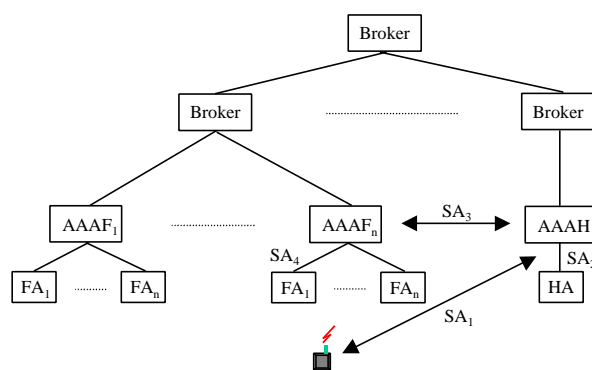 Broker
Broker
Broker
AAAF1
AAAFn
SA3
AAAH
SA4
SA2
FA1
FAn
FA1
FAn
HA
SA1